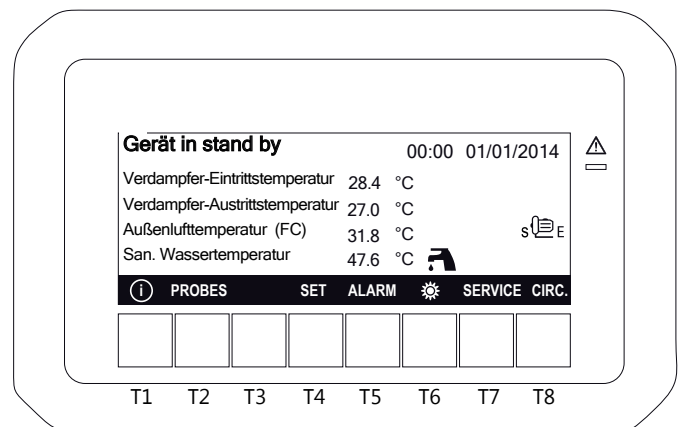 Gerät in stand by 00:00 01/01/2014
Verdampfer-Eintrittstemperatur 28.4 °C
Verdampfer-Austrittstemperatur 27.0 °C
Außenlufttemperatur (FC) 31.8 °C
S E
San. Wassertemperatur 47.6 °C
i PROBES SET ALARM SERVICE CIRC.
T1 T2 T3 T4 T5 T6 T7 T8